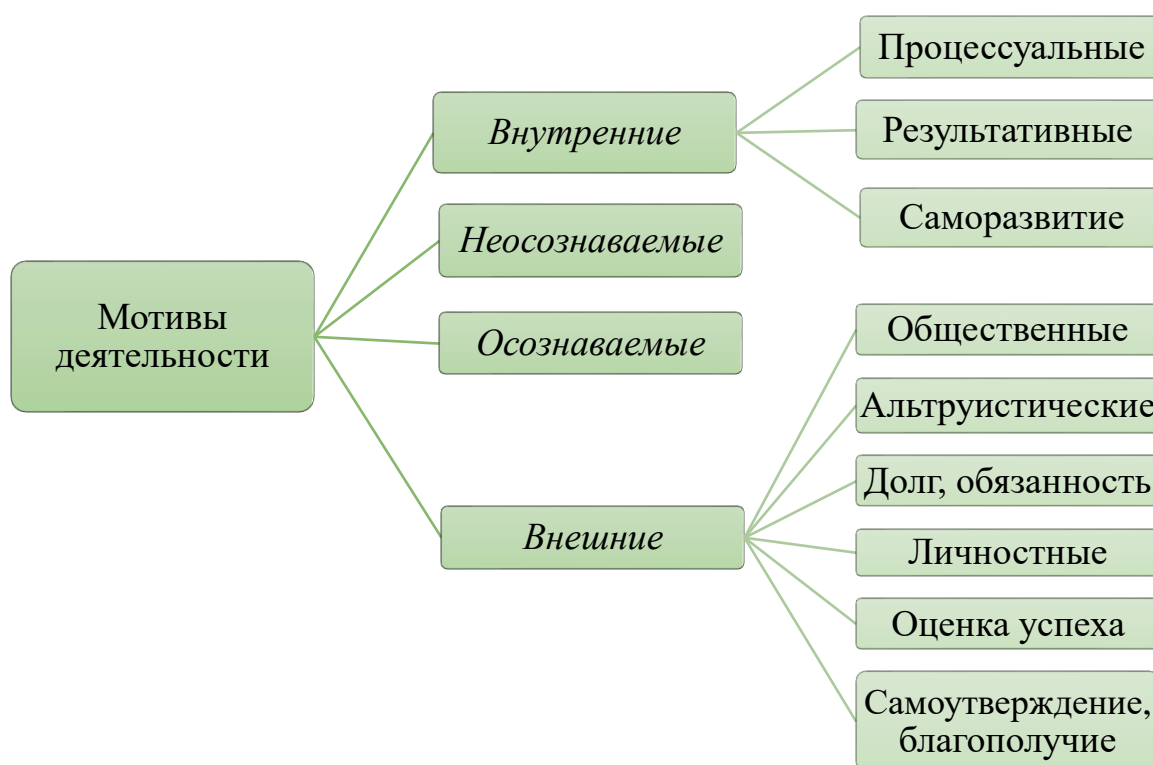 Мотивы
деятельности
Внутренние
Неосознаваемые
Осознаваемые
Внешние
Процессуальные
Результативные
Саморазвитие
Общественные
Альтруистические
Долг, обязанность
Личностные
Оценка успеха
Самоутверждение,
благополучие